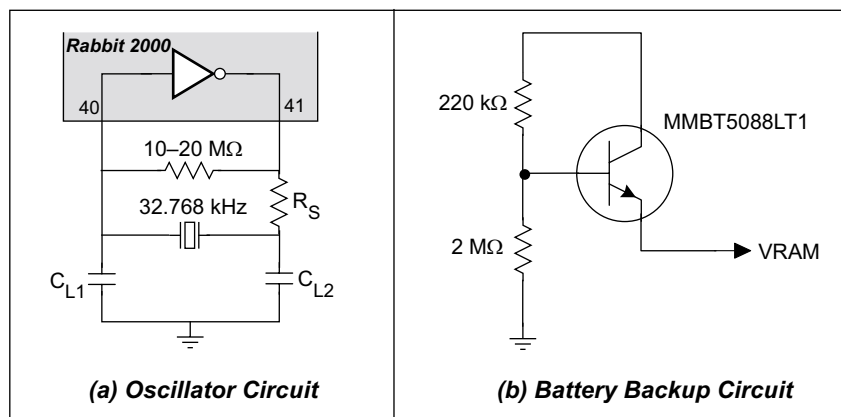 Rabbit 2000
40
41
10–20 MΩ
R_S
32.768 kHz
C_L1
C_L2
(a) Oscillator Circuit
220 kΩ
MMBT5088LT1
2 MΩ
VRAM
(b) Battery Backup Circuit